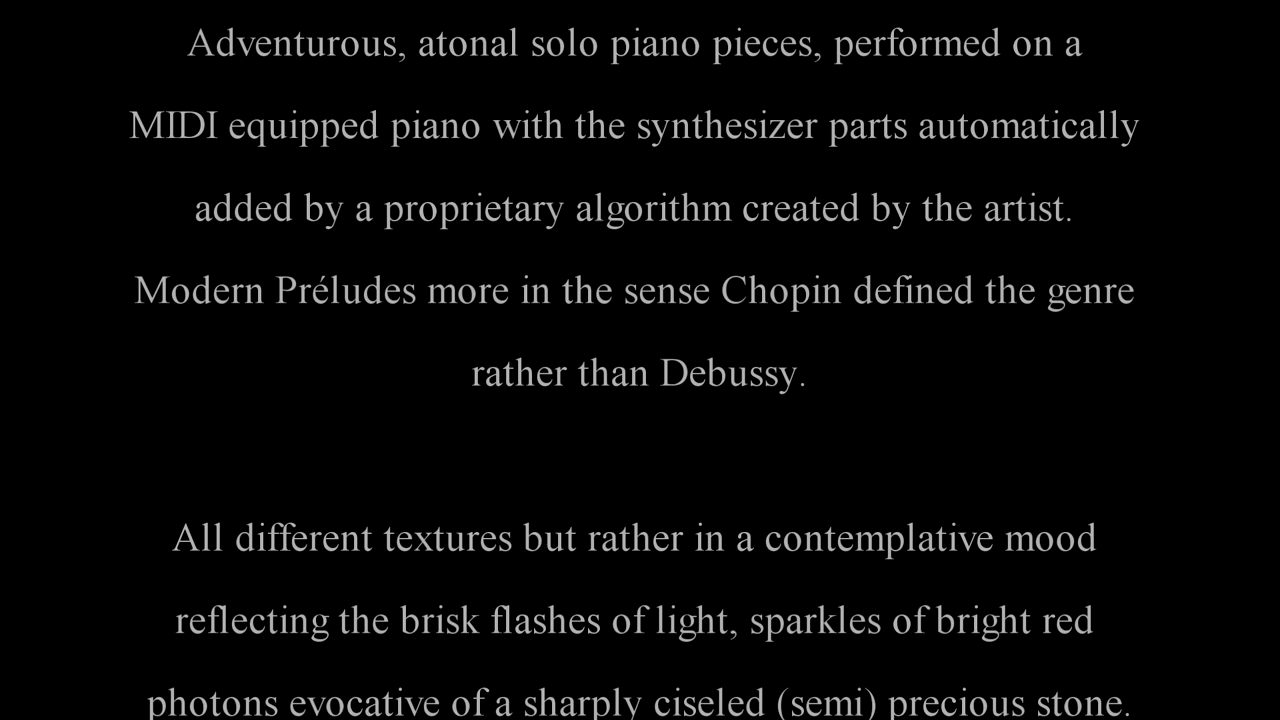 Adventurous, atonal solo piano pieces, performed on a
MIDI equipped piano with the synthesizer parts automatically
added by a proprietary algorithm created by the artist.
Modern Préludes more in the sense Chopin defined the genre
rather than Debussy.
All different textures but rather in a contemplative mood
reflecting the brisk flashes of light, sparkles of bright red
photons evocative of a sharply ciseled (semi) precious stone.